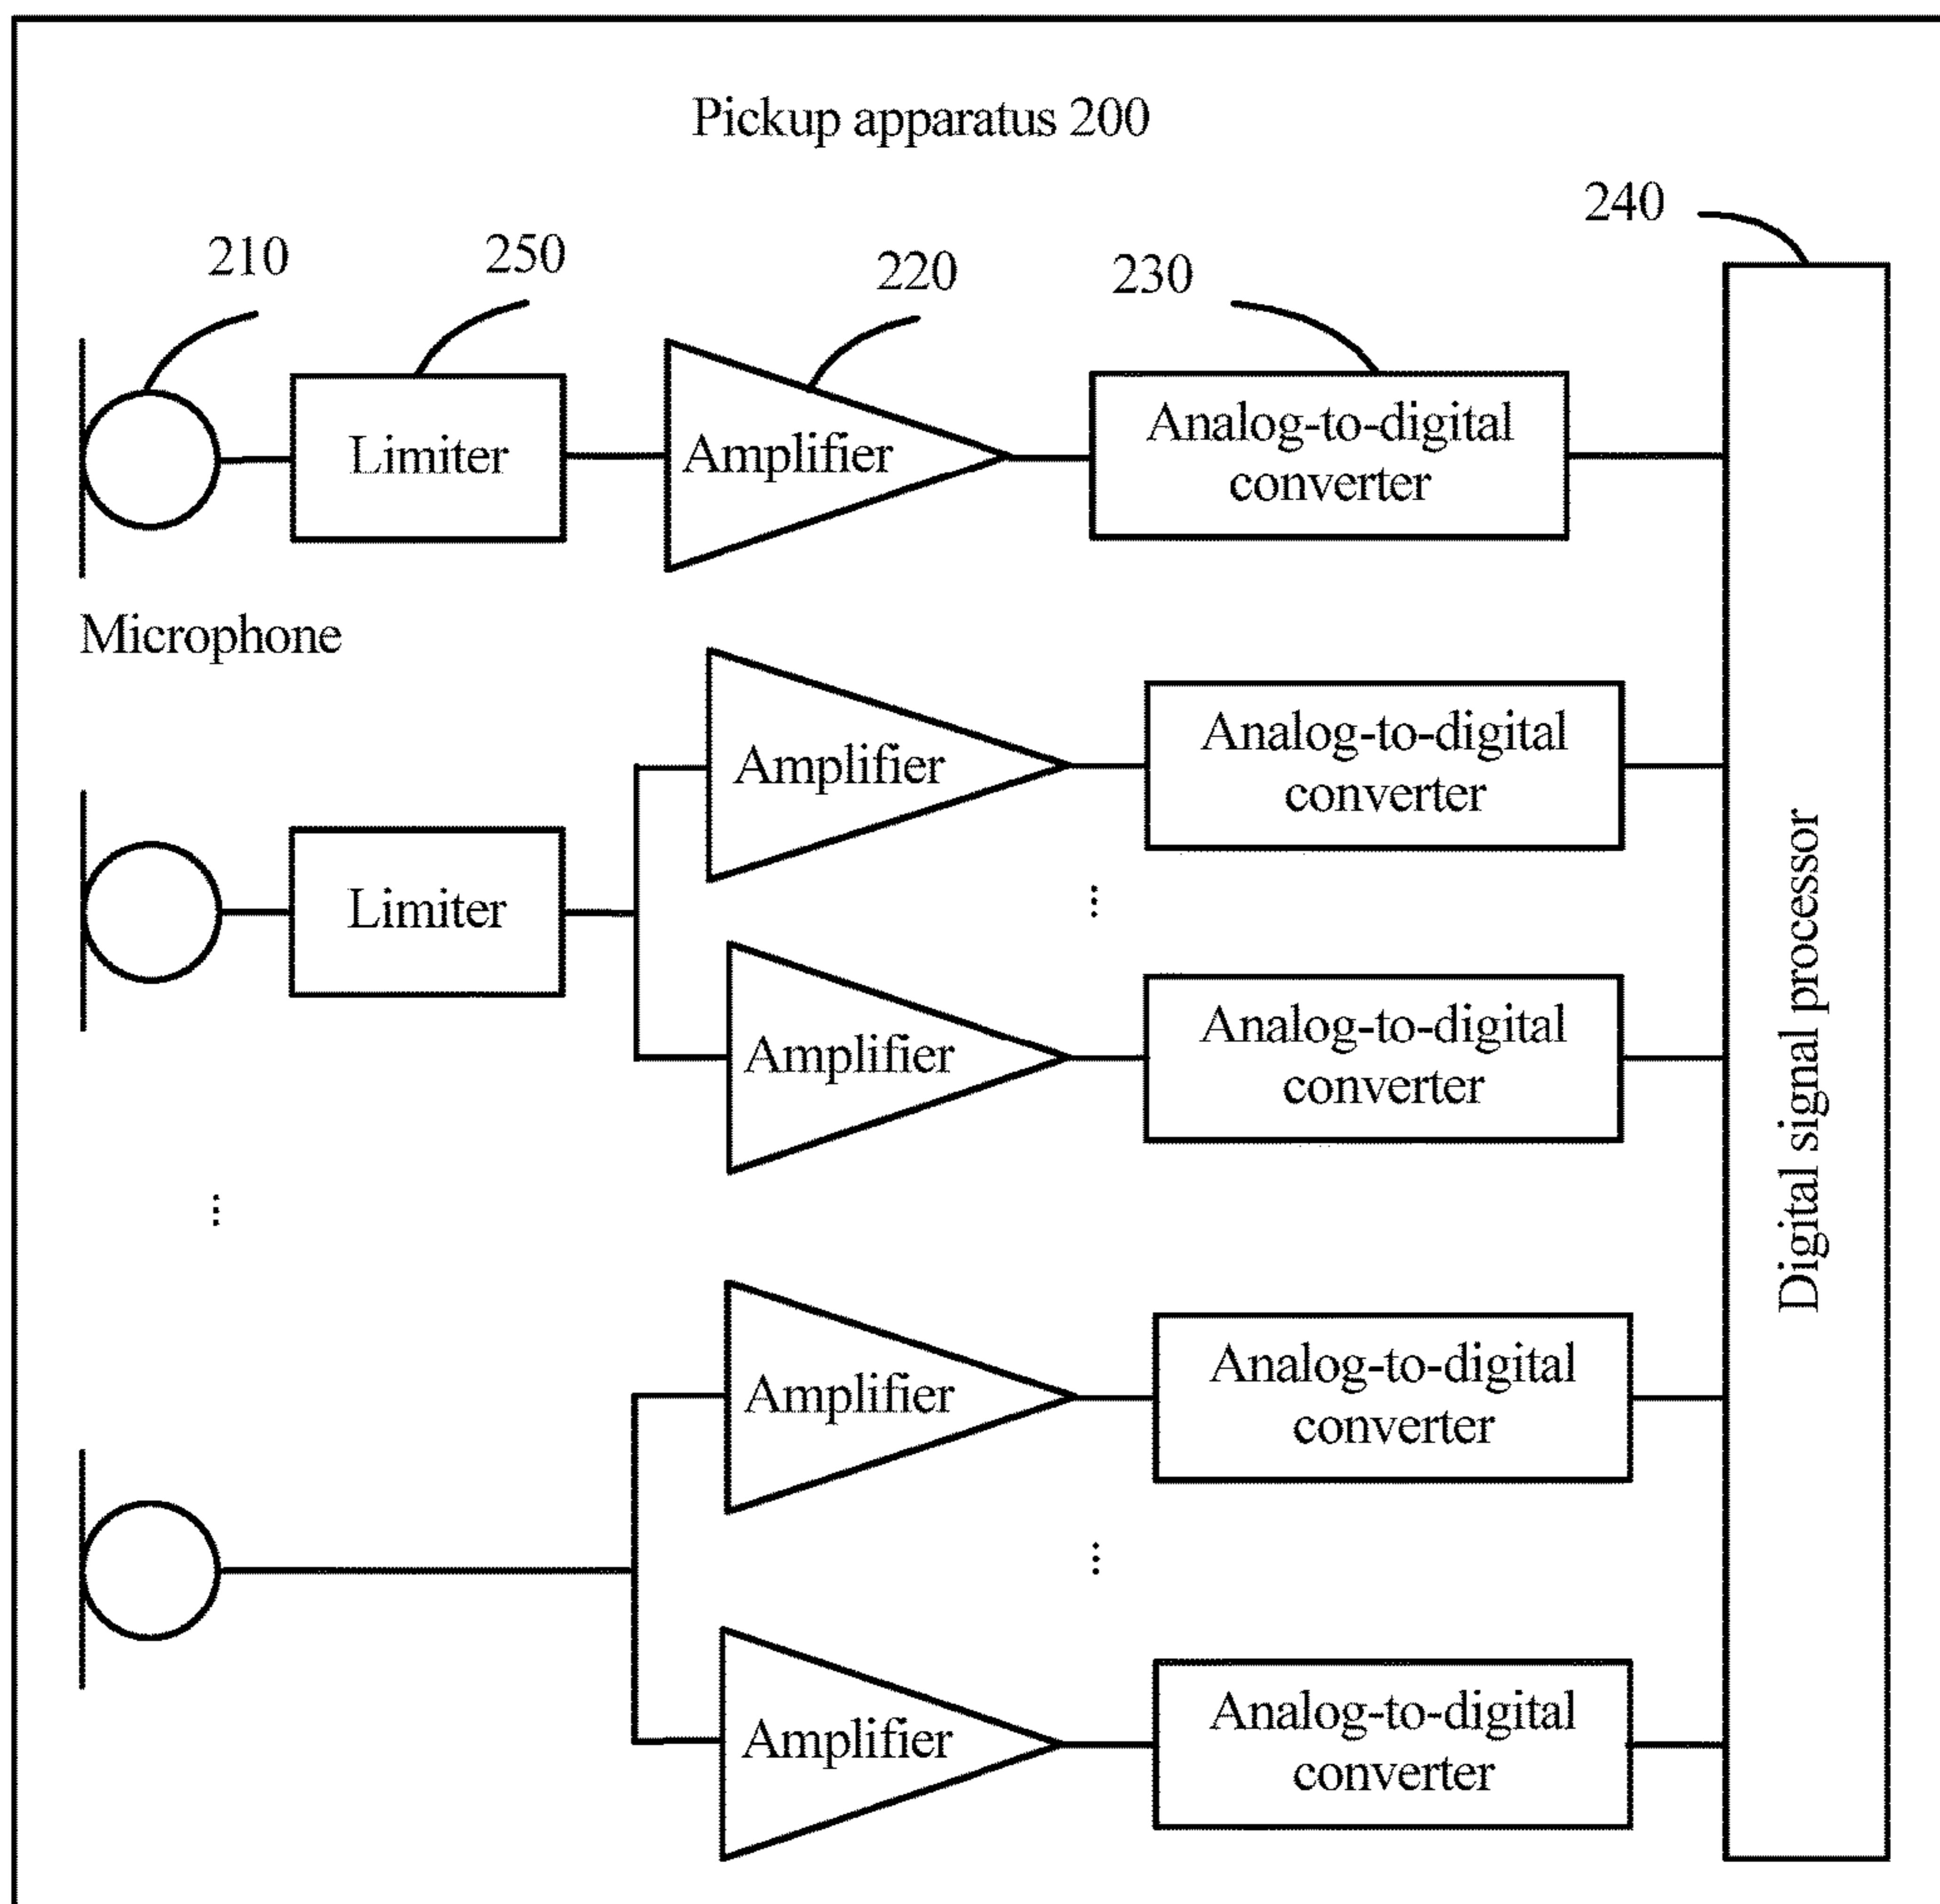 Pickup apparatus 200
240
210
250
220
230
Limiter
Amplifier
Analog-to-digital
converter
Microphone
Amplifier
Analog-to-digital
converter
Limiter
...
Amplifier
Analog-to-digital
converter
Digital signal processor
...
Amplifier
Analog-to-digital
converter
...
Amplifier
Analog-to-digital
converter